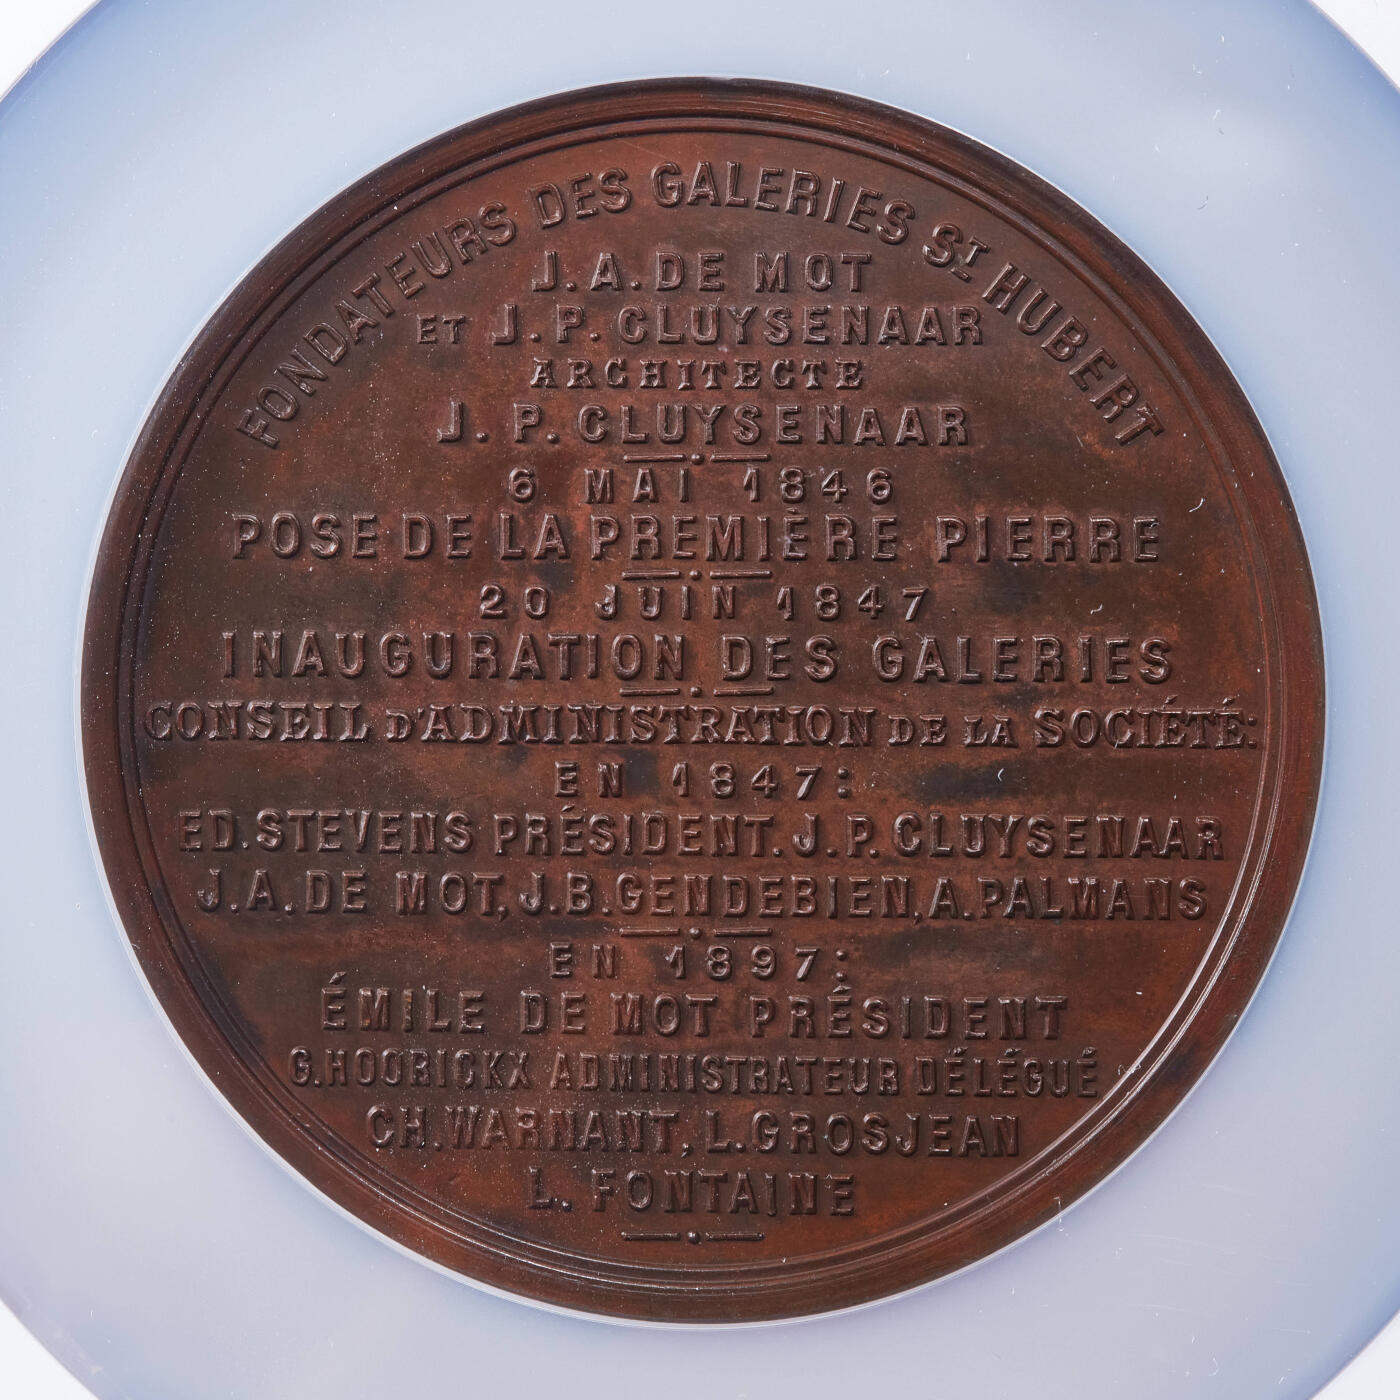 FONDATEURS DES GALERIES ST HUBERT
J. A. DE MOT
ET J. P. CLUYSENAAR
ARCHITECTE
J. P. CLUYSENAAR
6 MAI 1846
POSE DE LA PREMIÈRE PIERRE
20 JUIN 1847
INAUGURATION DES GALERIES
CONSEIL D'ADMINISTRATION DE LA SOCIÉTÉ:
EN 1847:
ED. STEVENS PRÉSIDENT. J. P. CLUYSENAAR
J. A. DE MOT, J. B. GENDEBIEN, A. PALMANS
EN 1897:
ÉMILE DE MOT PRÉSIDENT
G. HOORICKX ADMINISTRATEUR DÉLÉGUÉ
CH. WARNANT, L. GROSJEAN
L. FONTAINE